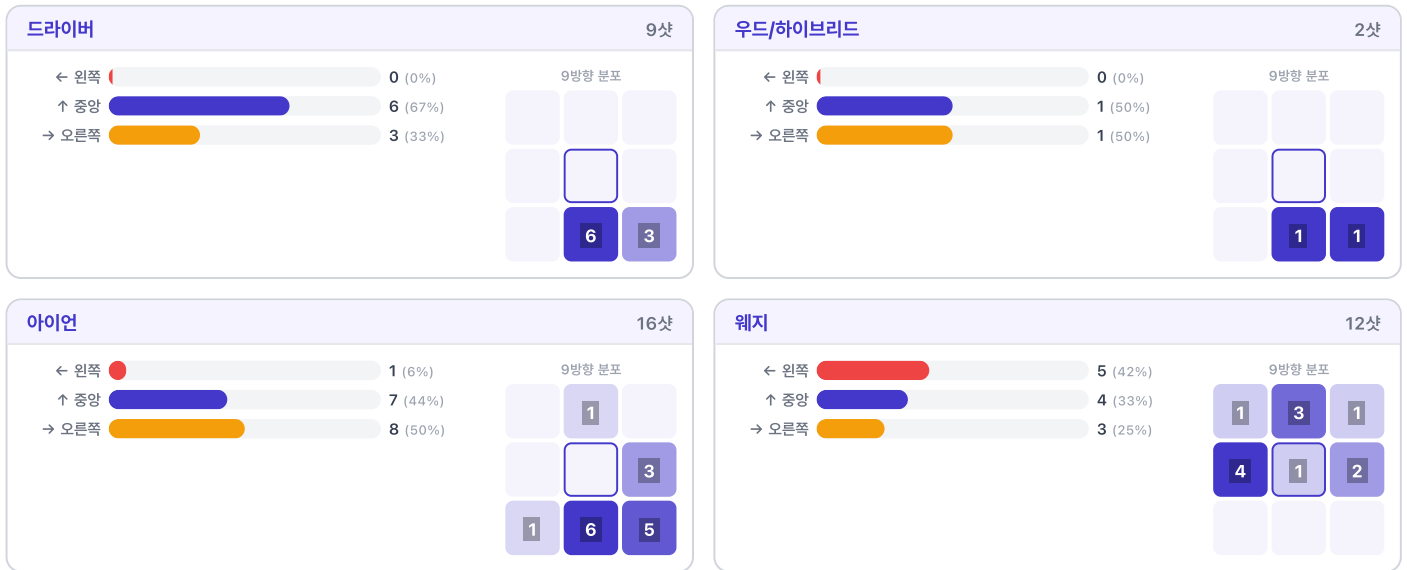 드라이버 9샷
← 왼쪽 0 (0%)
↑ 중앙 6 (67%)
→ 오른쪽 3 (33%)
9방향 분포
6 3
우드/하이브리드 2샷
← 왼쪽 0 (0%)
↑ 중앙 1 (50%)
→ 오른쪽 1 (50%)
9방향 분포
1 1
아이언 16샷
← 왼쪽 1 (6%)
↑ 중앙 7 (44%)
→ 오른쪽 8 (50%)
9방향 분포
1
3
1 6 5
웨지 12샷
← 왼쪽 5 (42%)
↑ 중앙 4 (33%)
→ 오른쪽 3 (25%)
9방향 분포
1 3 1
4 1 2